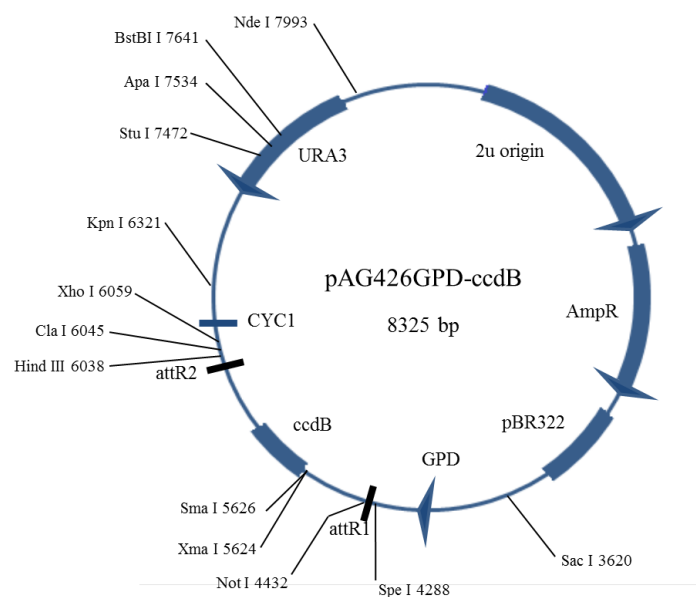 Nde I 7993
BstBI I 7641
Apa I 7534
Stu I 7472
URA3
2u origin
Kpn I 6321
pAG426GPD-ccdB
8325 bp
Xho I 6059
CYC1
AmpR
Cla I 6045
Hind III 6038
attR2
ccdB
pBR322
GPD
Sma I 5626
attR1
Xma I 5624
Sac I 3620
Not I 4432
Spe I 4288